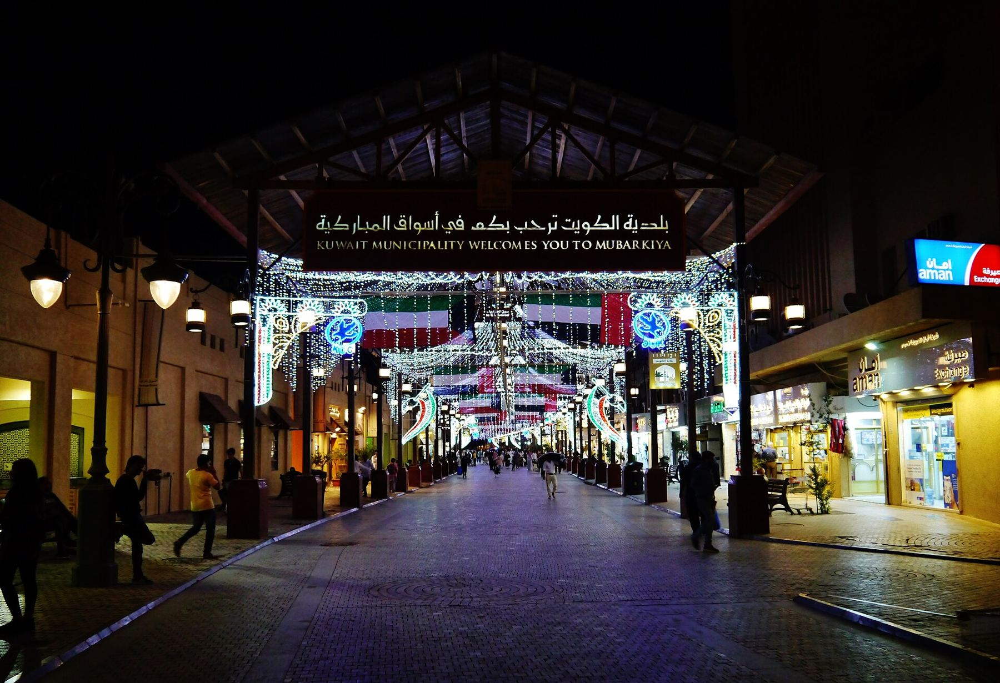 بلدية الكويت ترحب بكم في أسواق المباركية
KUWAIT MUNICIPALITY WELCOMES YOU TO MUBARKIYA
امان
aman
صيرفة
Exchange
امان
aman
صيرفة
Exchange
WesternUnion